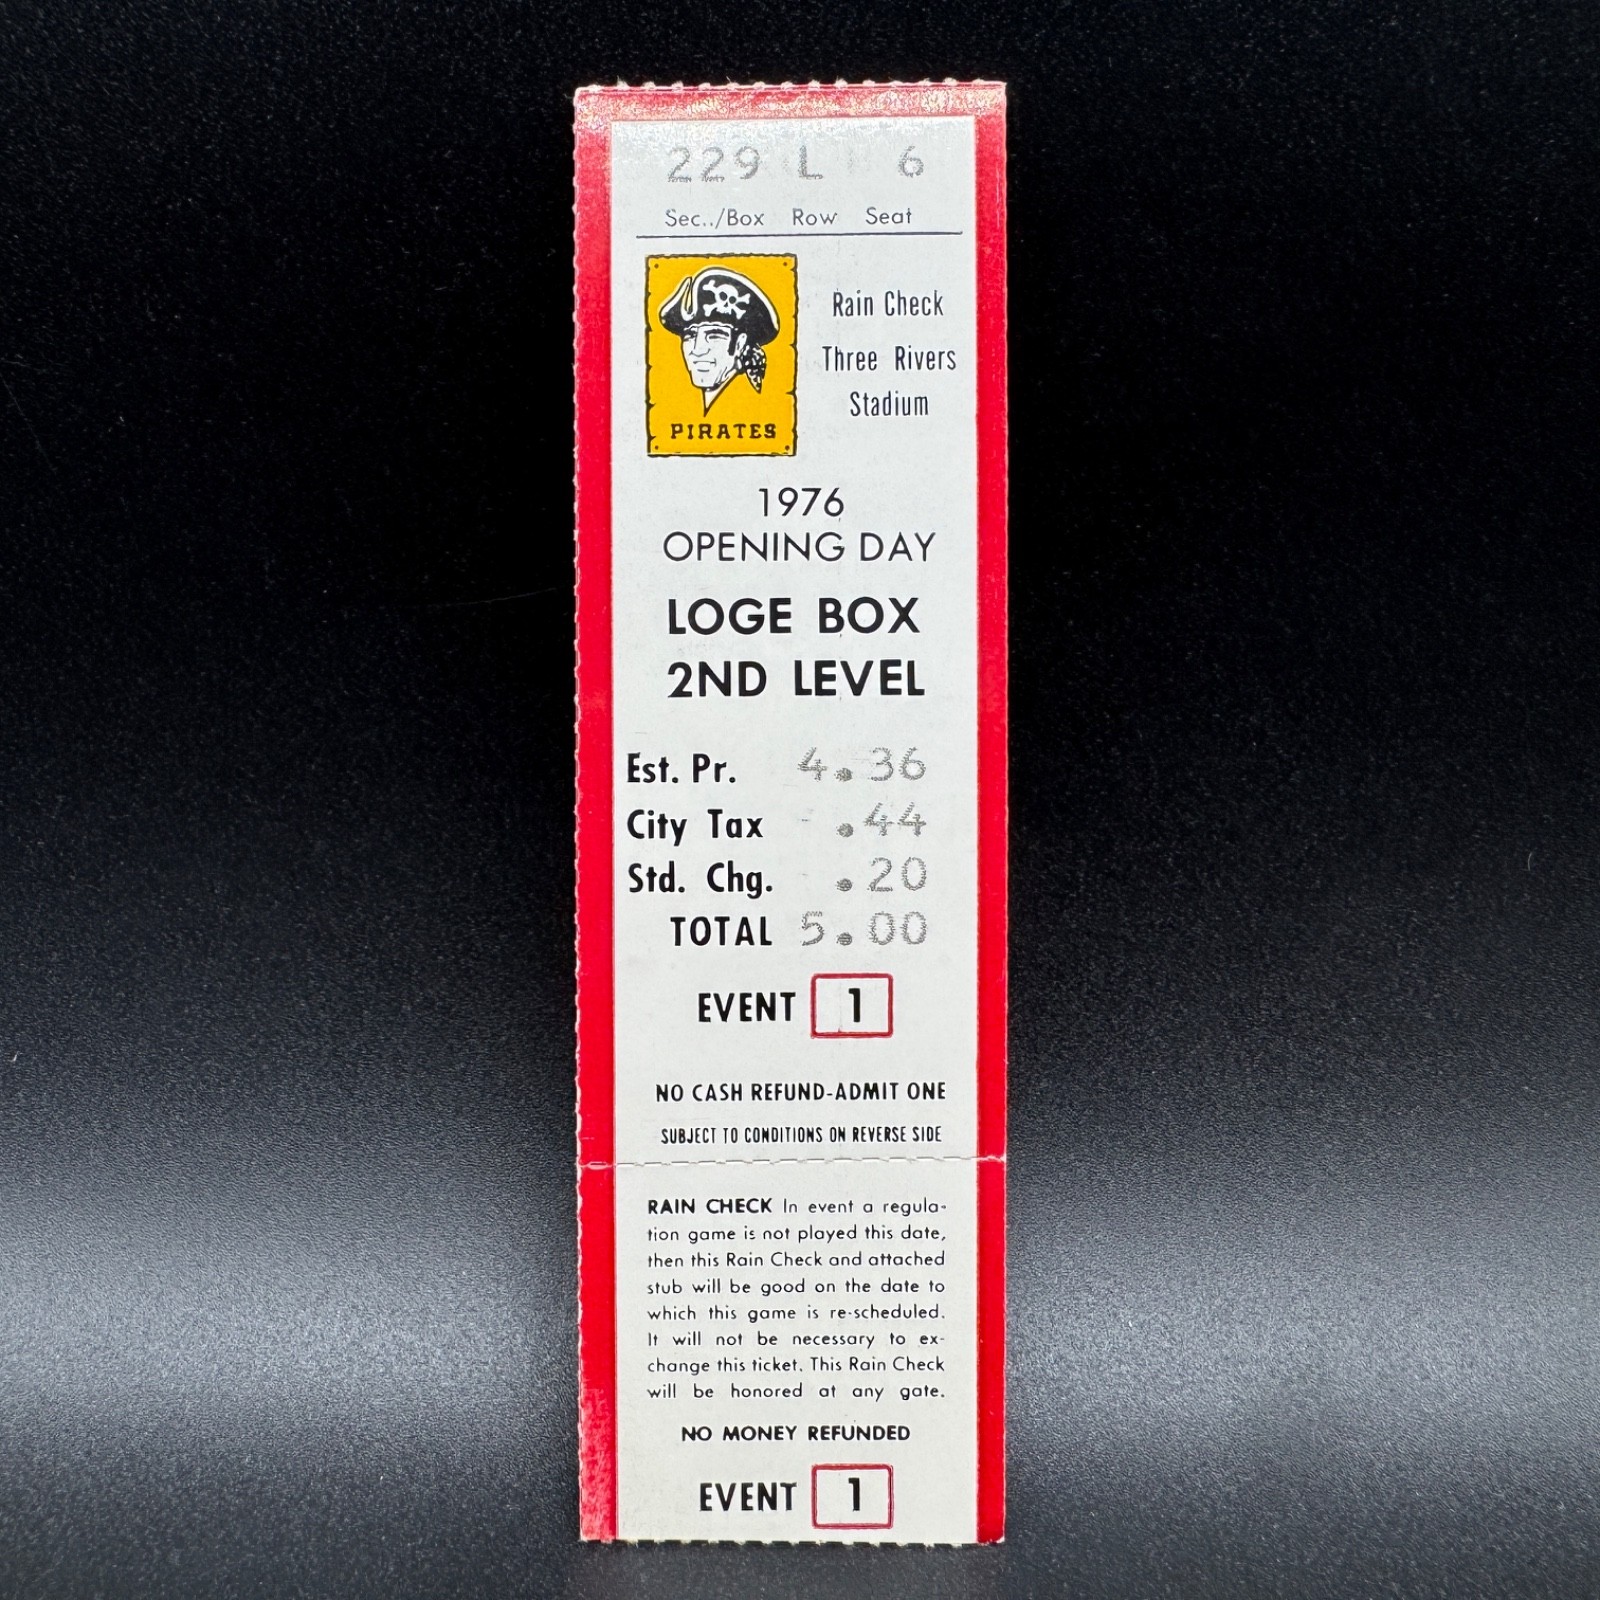 229 L 6
Sec../Box Row Seat
PIRATES
Rain Check
Three Rivers
Stadium
1976
OPENING DAY
LOGE BOX
2ND LEVEL
Est. Pr. 4.36
City Tax .44
Std. Chg. .20
TOTAL 5.00
EVENT 1
NO CASH REFUND-ADMIT ONE
SUBJECT TO CONDITIONS ON REVERSE SIDE
RAIN CHECK In event a regula-
tion game is not played this date,
then this Rain Check and attached
stub will be good on the date to
which this game is re-scheduled.
It will not be necessary to ex-
change this ticket. This Rain Check
will be honored at any gate.
NO MONEY REFUNDED
EVENT 1